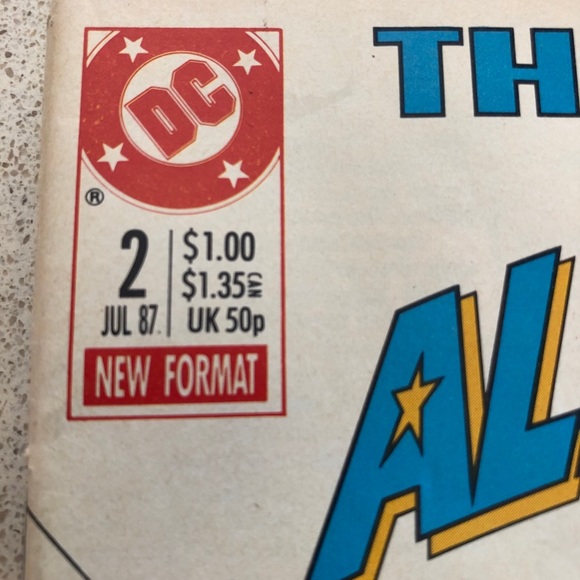 DC
®
2
JUL 87.
$1.00
$1.35 CAN
UK 50p
NEW FORMAT
TH
AL